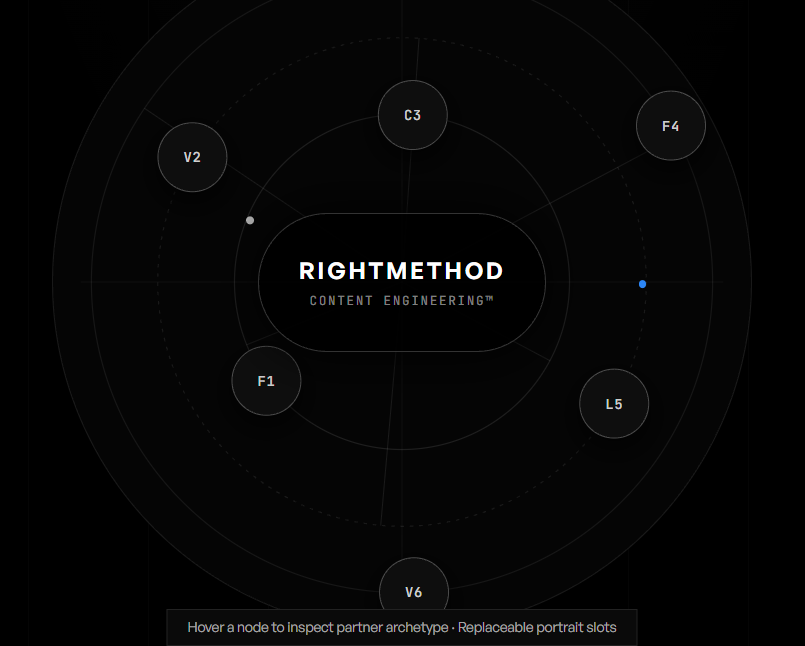 C3
F4
V2
RIGHTMETHOD
CONTENT ENGINEERING™
F1
L5
V6
Hover a node to inspect partner archetype · Replaceable portrait slots